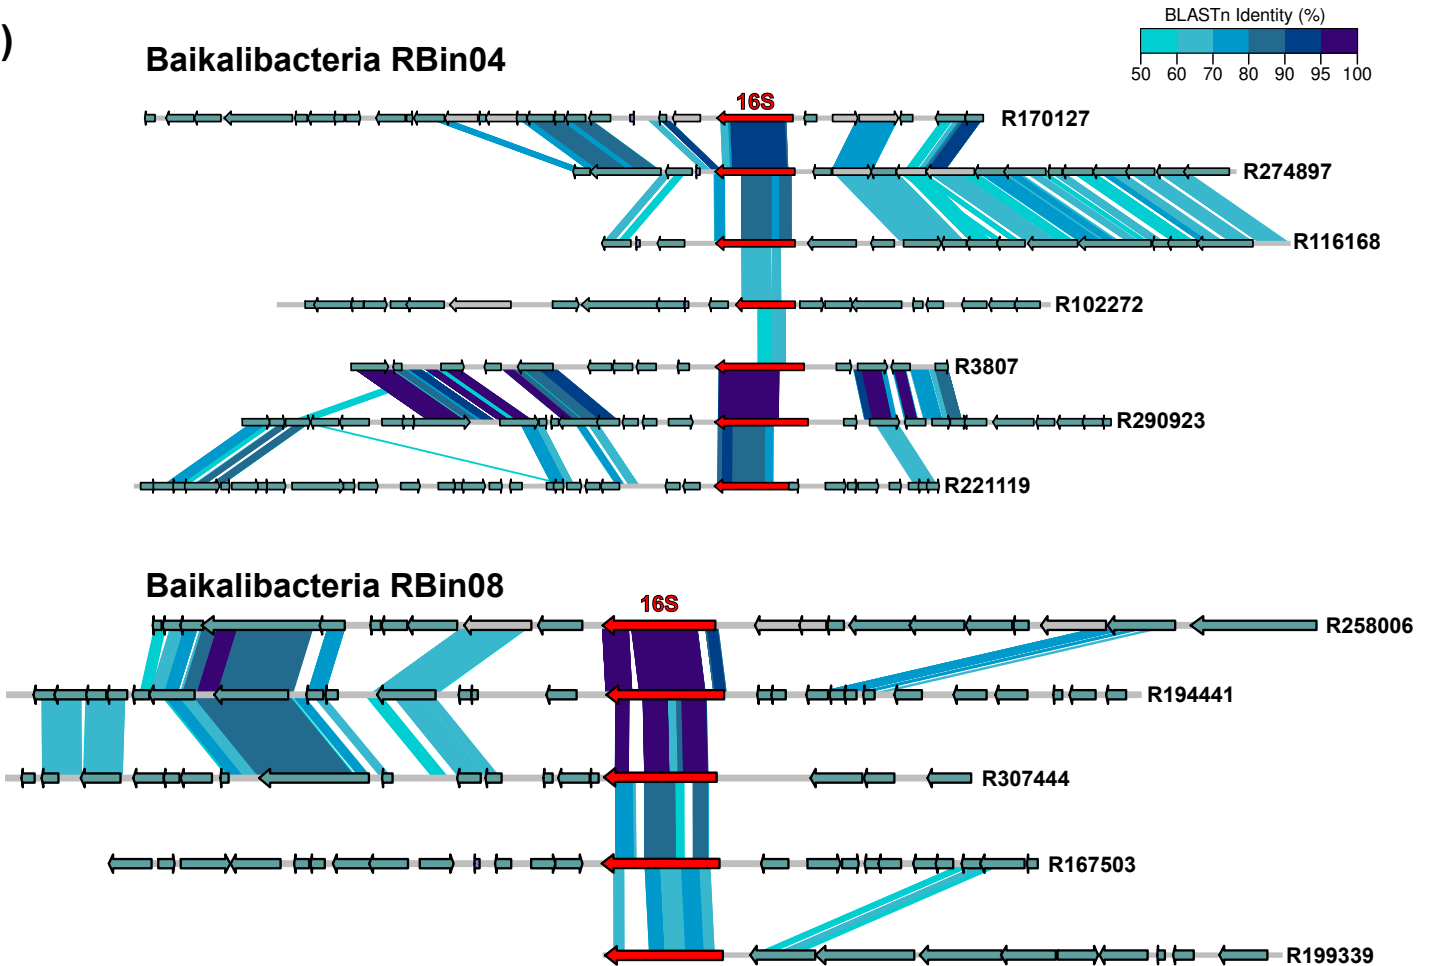 )
BLASTn Identity (%)
50 60 70 80 90 95 100
Baikalibacteria RBin04
16S
R170127
R274897
R116168
R102272
R3807
R290923
R221119
Baikalibacteria RBin08
16S
R258006
R194441
R307444
R167503
R199339